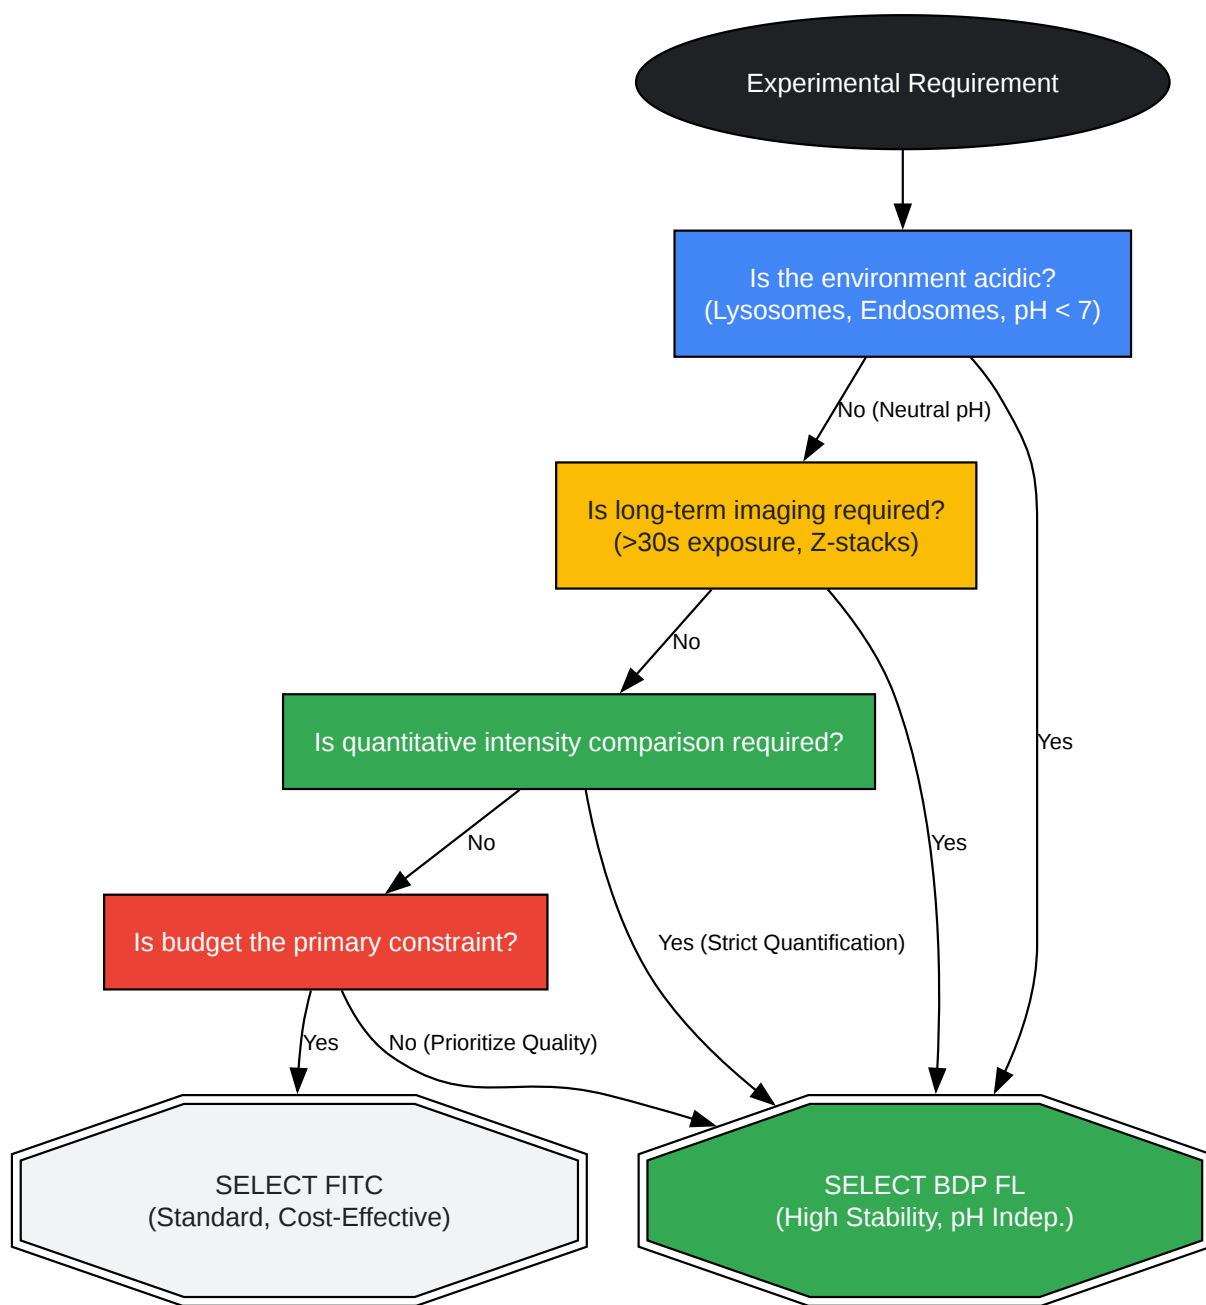 Experimental Requirement
Is the environment acidic?
(Lysosomes, Endosomes, pH < 7)
No (Neutral pH)
Is long-term imaging required?
(>30s exposure, Z-stacks)
No
Is quantitative intensity comparison required?
Yes
No
Yes
Is budget the primary constraint?
Yes (Strict Quantification)
Yes
No (Prioritize Quality)
SELECT FITC
(Standard, Cost-Effective)
SELECT BDP FL
(High Stability, pH Indep.)